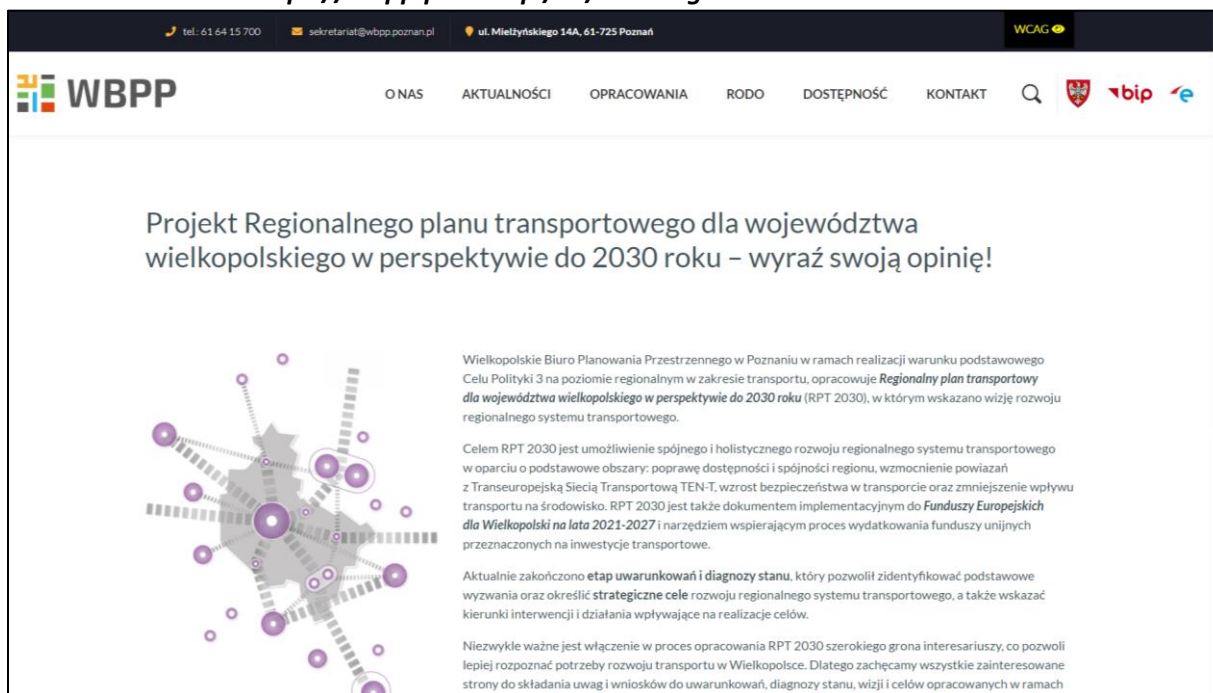 tel.: 61 64 15 700 sekretariat@wbpp.poznan.pl ul. Mielżyńskiego 14A, 61-725 Poznań WCAG
WBPP O NAS AKTUALNOŚCI OPRACOWANIA RODO DOSTĘPNOŚĆ KONTAKT bip e
Projekt Regionalnego planu transportowego dla województwa
wielkopolskiego w perspektywie do 2030 roku – wyraź swoją opinię!
Wielkopolskie Biuro Planowania Przestrzennego w Poznaniu w ramach realizacji warunku podstawowego
Celu Polityki 3 na poziomie regionalnym w zakresie transportu, opracowuje Regionalny plan transportowy
dla województwa wielkopolskiego w perspektywie do 2030 roku (RPT 2030), w którym wskazano wizję rozwoju
regionalnego systemu transportowego.
Celem RPT 2030 jest umożliwienie spójnego i holistycznego rozwoju regionalnego systemu transportowego
w oparciu o podstawowe obszary: poprawę dostępności i spójności regionu, wzmocnienie powiązań
z Transeuropejską Siecią Transportową TEN-T, wzrost bezpieczeństwa w transporcie oraz zmniejszenie wpływu
transportu na środowisko. RPT 2030 jest także dokumentem implementacyjnym do Funduszy Europejskich
dla Wielkopolski na lata 2021-2027 i narzędziem wspierającym proces wydatkowania funduszy unijnych
przeznaczonych na inwestycje transportowe.
Aktualnie zakończono etap uwarunkowań i diagnozy stanu, który pozwolił zidentyfikować podstawowe
wyzwania oraz określić strategiczne cele rozwoju regionalnego systemu transportowego, a także wskazać
kierunki interwencji i działania wpływające na realizacje celów.
Niezwykle ważne jest włączenie w proces opracowania RPT 2030 szerokiego grona interesariuszy, co pozwoli
lepiej rozpoznać potrzeby rozwoju transportu w Wielkopolsce. Dlatego zachęcamy wszystkie zainteresowane
strony do składania uwag i wniosków do uwarunkowań, diagnozy stanu, wizji i celów opracowanych w ramach